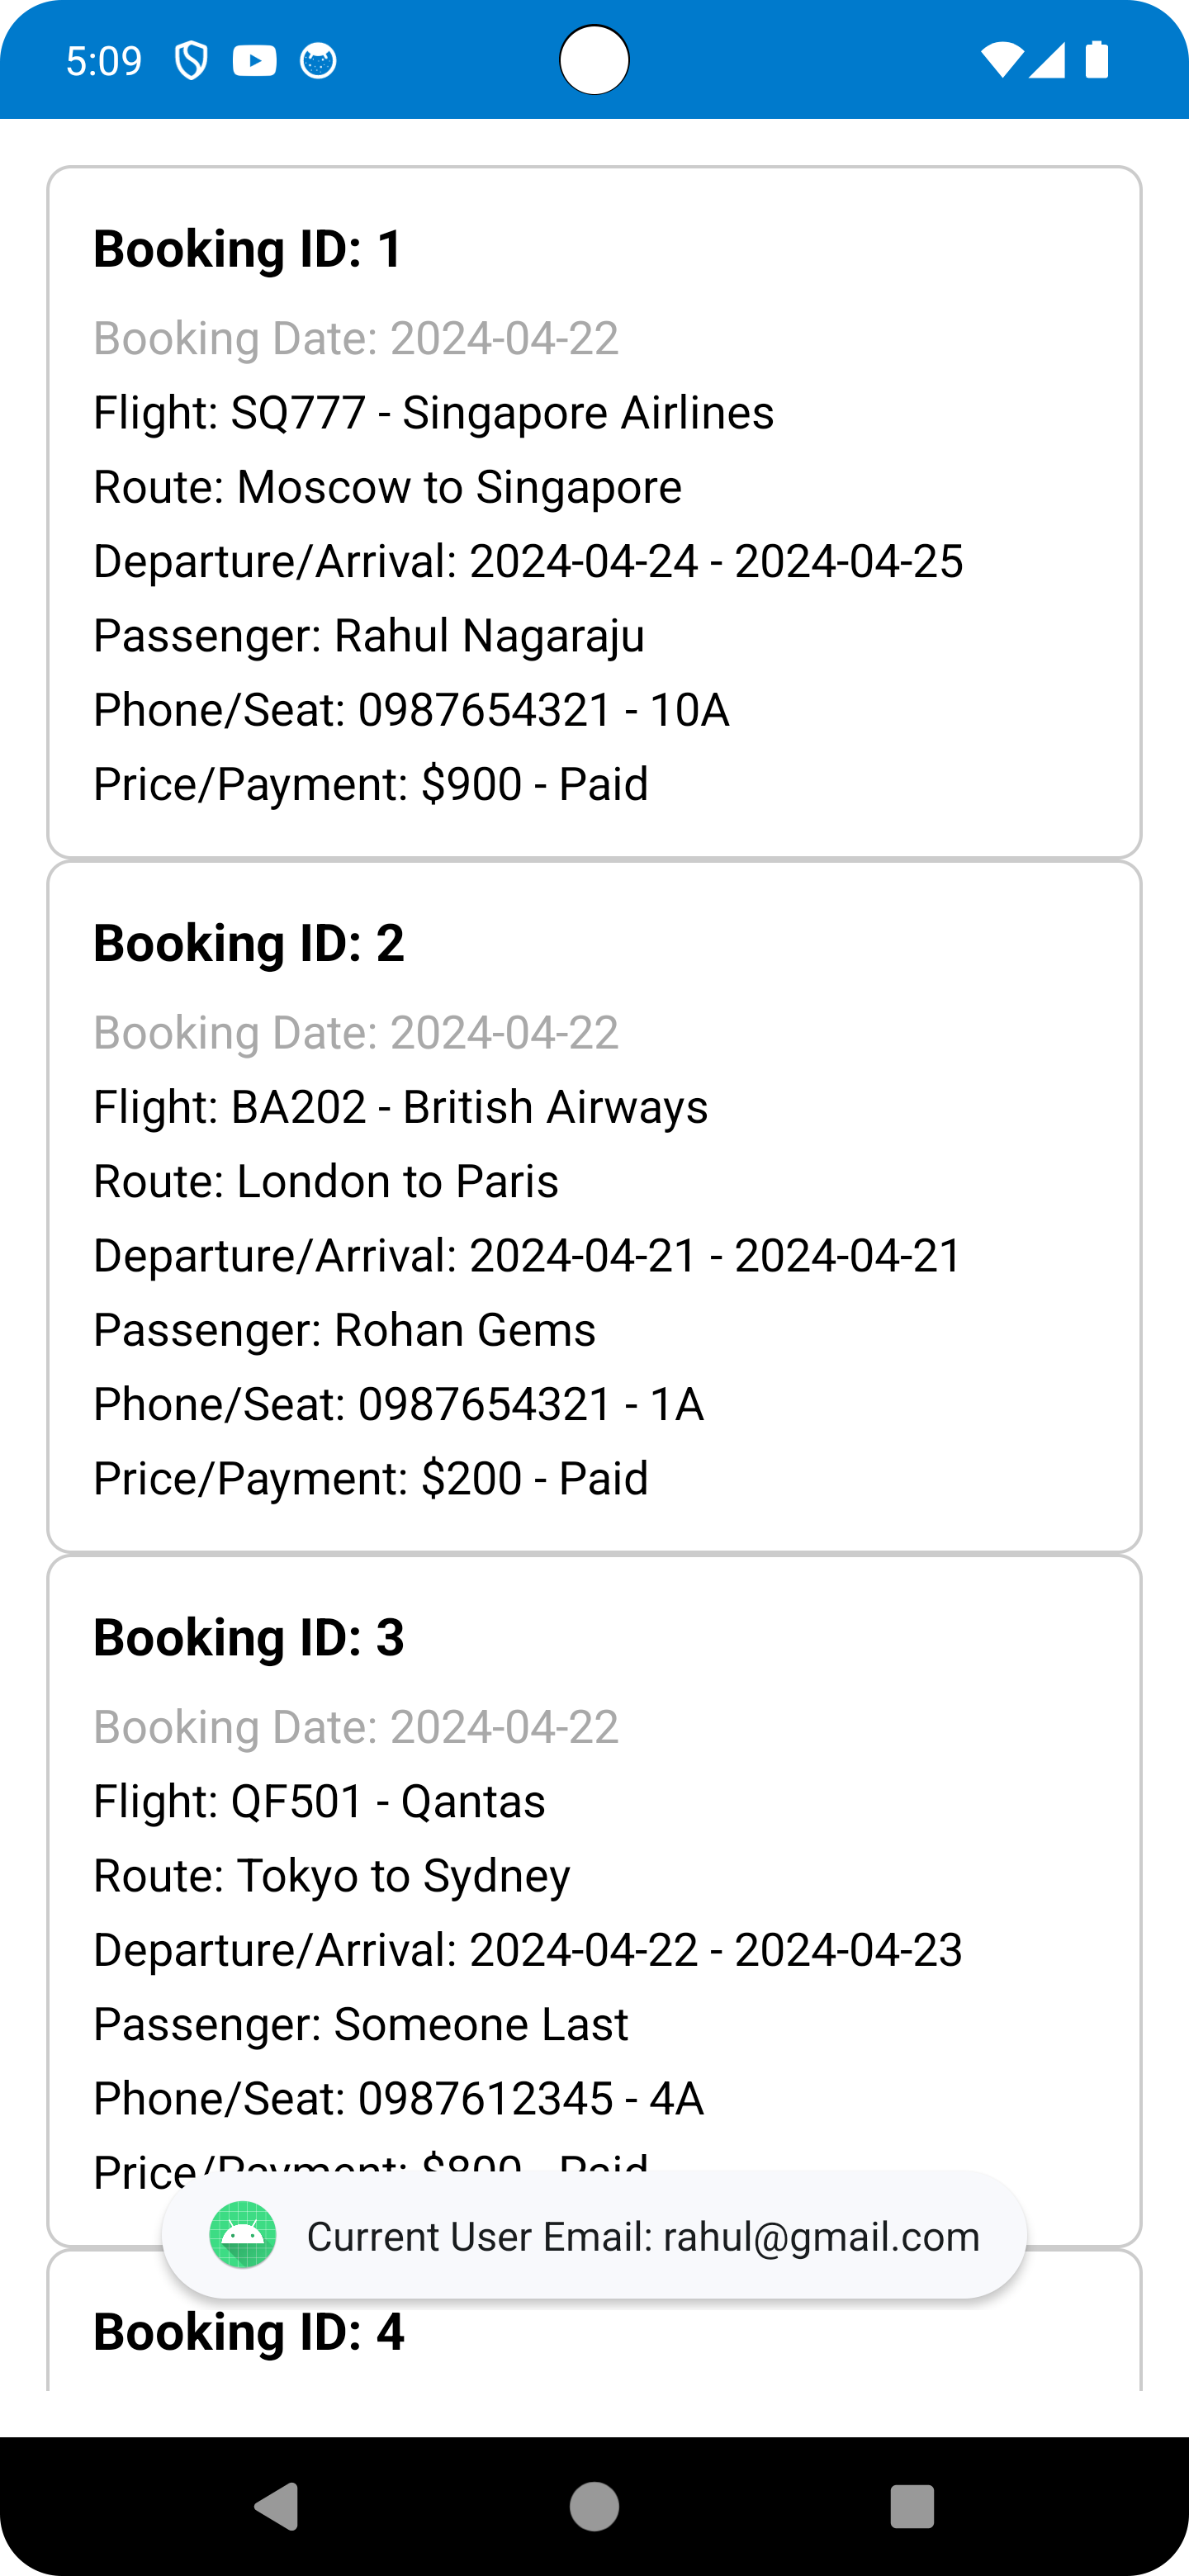 5:09
Booking ID: 1
Booking Date: 2024-04-22
Flight: SQ777 - Singapore Airlines
Route: Moscow to Singapore
Departure/Arrival: 2024-04-24 - 2024-04-25
Passenger: Rahul Nagaraju
Phone/Seat: 0987654321 - 10A
Price/Payment: $900 - Paid
Booking ID: 2
Booking Date: 2024-04-22
Flight: BA202 - British Airways
Route: London to Paris
Departure/Arrival: 2024-04-21 - 2024-04-21
Passenger: Rohan Gems
Phone/Seat: 0987654321 - 1A
Price/Payment: $200 - Paid
Booking ID: 3
Booking Date: 2024-04-22
Flight: QF501 - Qantas
Route: Tokyo to Sydney
Departure/Arrival: 2024-04-22 - 2024-04-23
Passenger: Someone Last
Phone/Seat: 0987612345 - 4A
Price/Payment: - Paid
Current User Email: rahul@gmail.com
Booking ID: 4